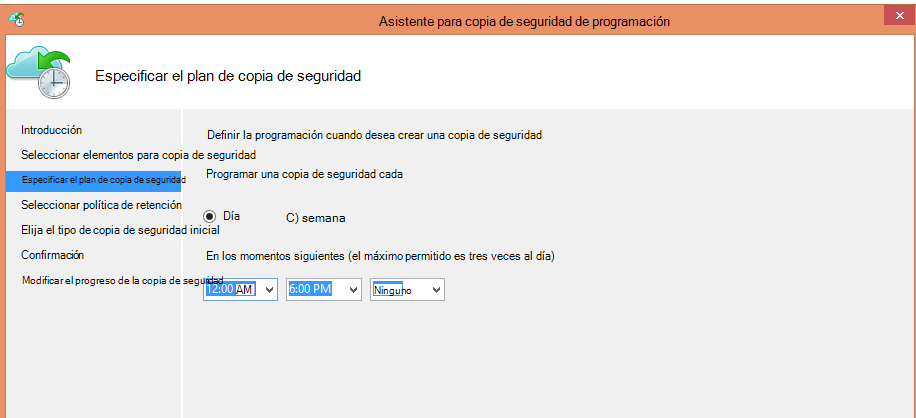 Asistente para copia de seguridad de programación
Especificar el plan de copia de seguridad
Introducción
Seleccionar elementos para copia de seguridad
Especificar el plan de copia de seguridad
Seleccionar política de retención
Elija el tipo de copia de seguridad inicial
Confirmación
Modificar el progreso de la copia de seguridad
Definir la programación cuando desea crear una copia de seguridad
Programar una copia de seguridad cada
Día C) semana
En los momentos siguientes (el máximo permitido es tres veces al día)
12:00 AM 6:00 PM Ninguno